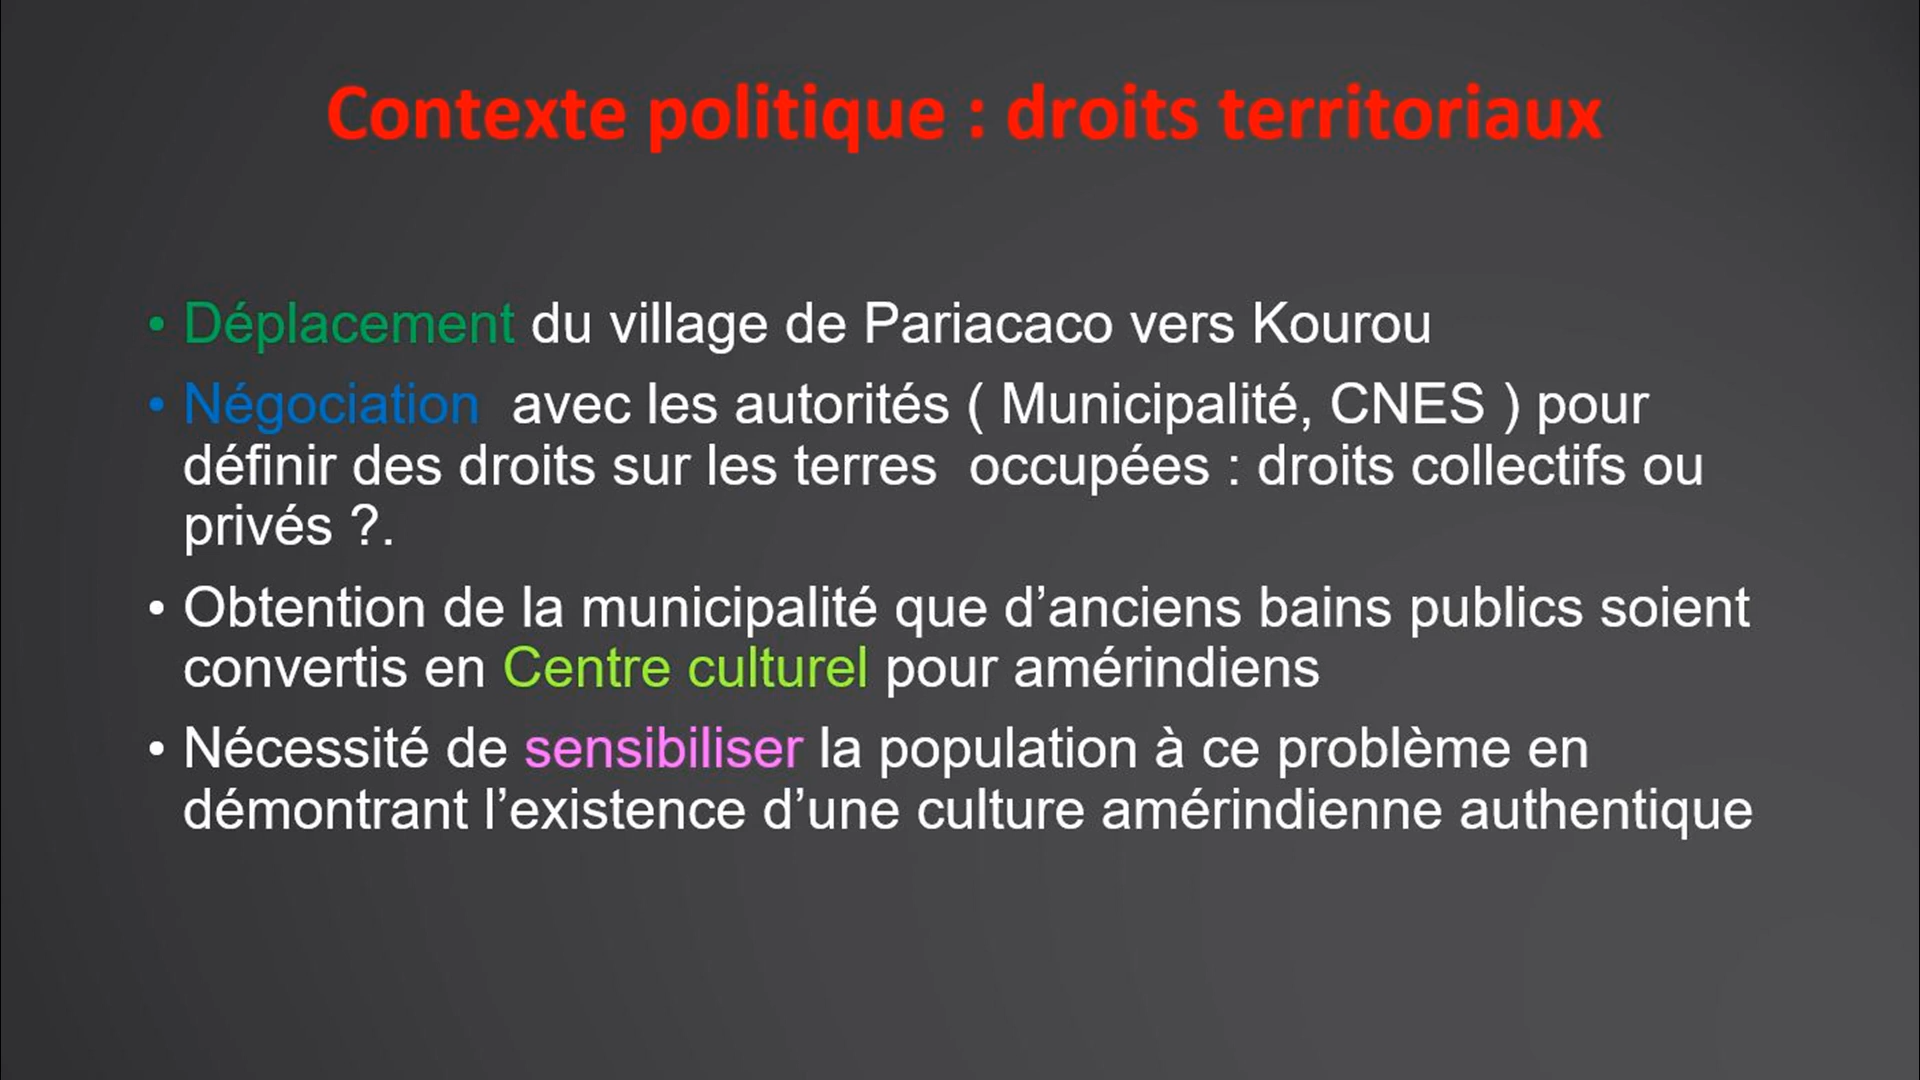 Contexte politique : droits territoriaux
• Déplacement du village de Pariacaco vers Kourou
• Négociation  avec les autorités ( Municipalité, CNES ) pour
définir des droits sur les terres  occupées : droits collectifs ou
privés ?.
• Obtention de la municipalité que d’anciens bains publics soient
convertis en Centre culturel pour amérindiens
• Nécessité de sensibiliser la population à ce problème en
démontrant l’existence d’une culture amérindienne authentique